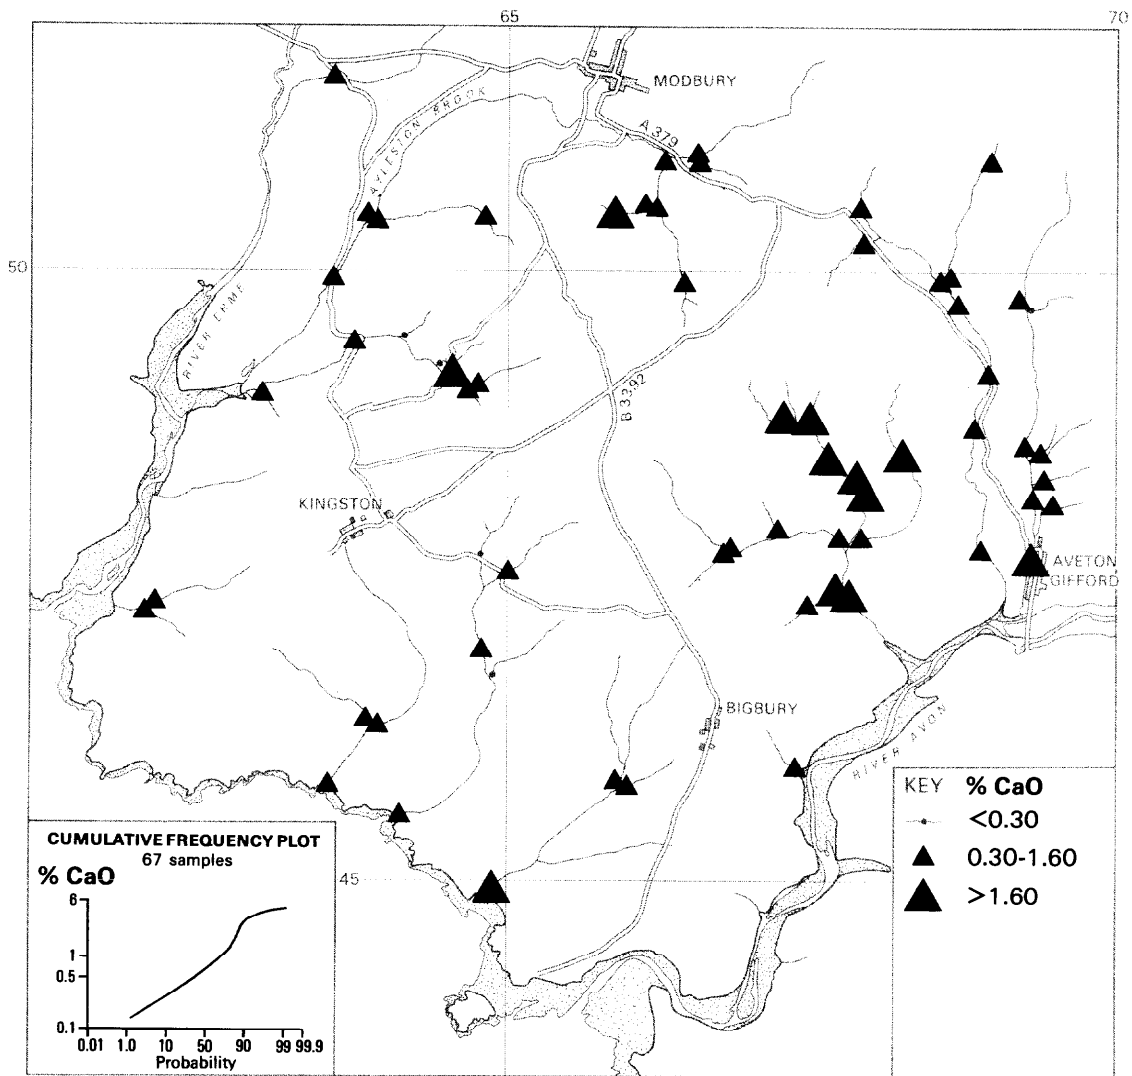 65
70
MODBURY
A 379
AYLESTON BROOK
50
RIVER ERME
B 3392
KINGSTON
AVETON
GIFFORD
BIGBURY
RIVER AVON
45
KEY % CaO
<0.30
0.30-1.60
>1.60
CUMULATIVE FREQUENCY PLOT
67 samples
% CaO
6
1
0.5
0.1
0.01 1.0 10 50 90 99 99.9
Probability